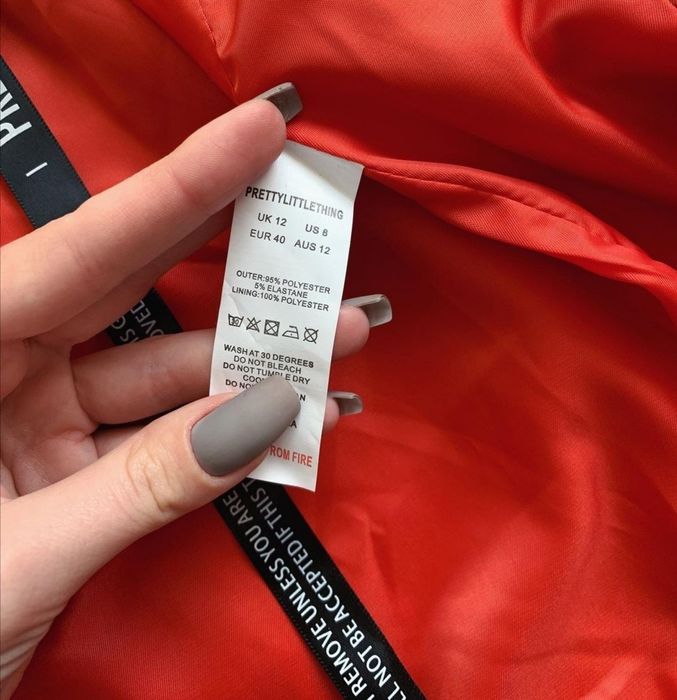 PRETTYLITTLETHING
UK 12 US 8
EUR 40 AUS 12
OUTER:95% POLYESTER
5% ELASTANE
LINING:100% POLYESTER
WASH AT 30 DEGREES
DO NOT BLEACH
DO NOT TUMBLE DRY
DO
FIRE
REMOVE UNLESS YOU ARE
NOT BE ACCEPTED IF THIS